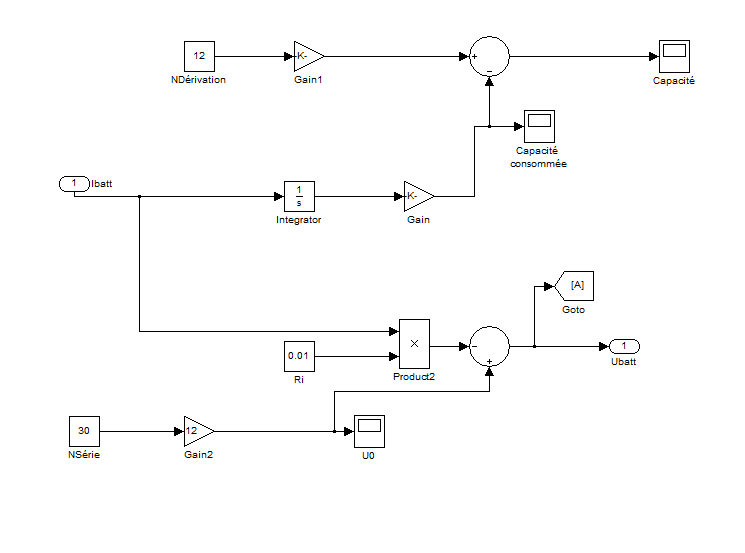 12
NDérivation
-K-
Gain1
+
−
Capacité
Capacité
consommée
1
Ibatt
1
s
Integrator
-K-
Gain
[A]
Goto
0.01
Ri
×
Product2
−
+
1
Ubatt
30
NSérie
12
Gain2
U0